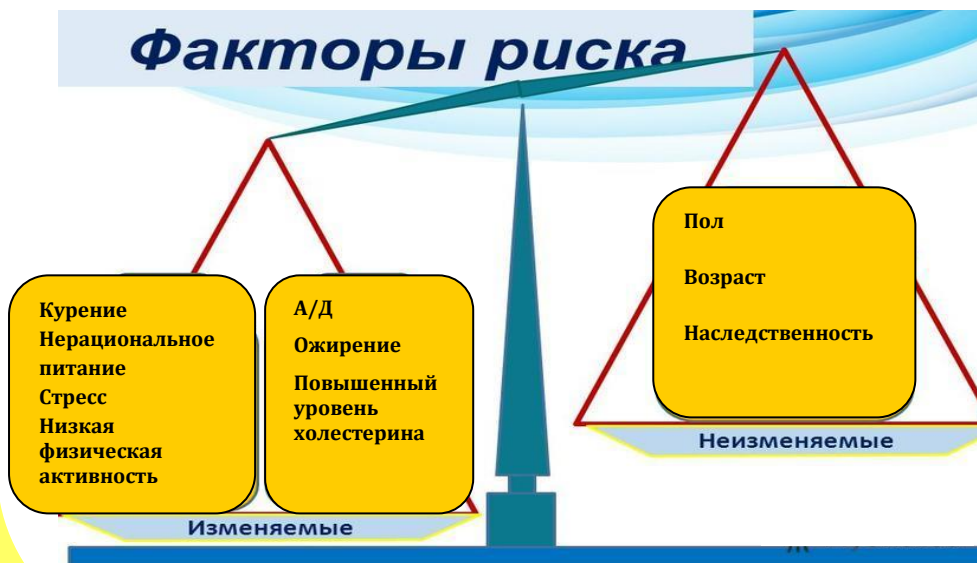 Факторы риска
Курение
Нерациональное
питание
Стресс
Низкая
физическая
активность
А/Д
Ожирение
Повышенный
уровень
холестерина
Изменяемые
Пол
Возраст
Наследственность
Неизменяемые